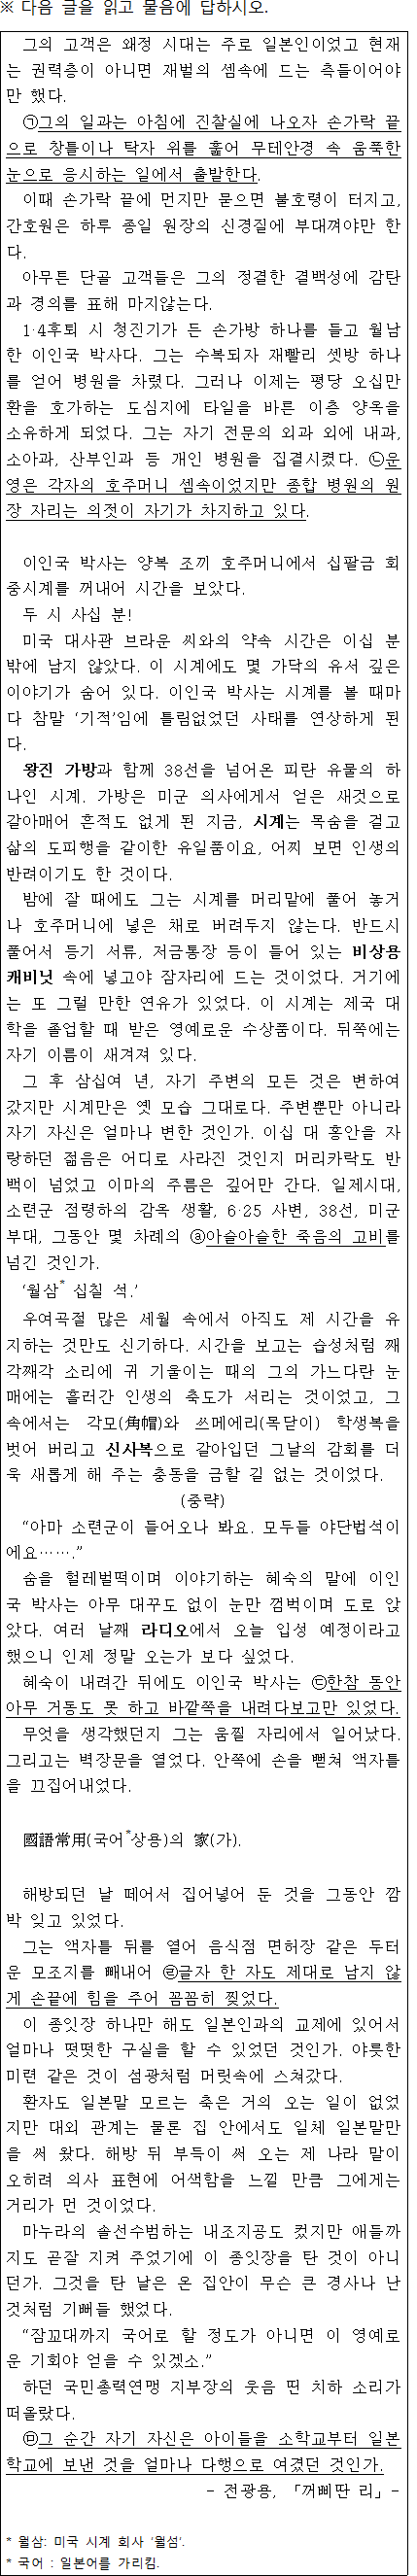 ※ 다음 글을 읽고 물음에 답하시오.
그의 고객은 왜정 시대는 주로 일본인이었고 현재
는 권력층이 아니면 재벌의 셈속에 드는 측들이어야
만 했다.
㉠그의 일과는 아침에 진찰실에 나오자 손가락 끝
으로 창틀이나 탁자 위를 훑어 무테안경 속 움푹한
눈으로 응시하는 일에서 출발한다.
이때 손가락 끝에 먼지만 묻으면 불호령이 터지고,
간호원은 하루 종일 원장의 신경질에 부대껴야만 한
다.
아무튼 단골 고객들은 그의 정결한 결백성에 감탄
과 경의를 표해 마지않는다.
1·4후퇴 시 청진기가 든 손가방 하나를 들고 월남
한 이인국 박사다. 그는 수복되자 재빨리 셋방 하나
를 얻어 병원을 차렸다. 그러나 이제는 평당 오십만
환을 호가하는 도심지에 타일을 바른 이층 양옥을
소유하게 되었다. 그는 자기 전문의 외과 외에 내과,
소아과, 산부인과 등 개인 병원을 집결시켰다. ㉡운
영은 각자의 호주머니 셈속이었지만 종합 병원의 원
장 자리는 의젓이 자기가 차지하고 있다.
이인국 박사는 양복 조끼 호주머니에서 십팔금 회
중시계를 꺼내어 시간을 보았다.
두 시 사십 분!
미국 대사관 브라운 씨와의 약속 시간은 이십 분
밖에 남지 않았다. 이 시계에도 몇 가닥의 유서 깊은
이야기가 숨어 있다. 이인국 박사는 시계를 볼 때마
다 참말 ‘기적’임에 틀림없었던 사태를 연상하게 된
다.
왕진 가방과 함께 38선을 넘어온 피란 유물의 하
나인 시계. 가방은 미군 의사에게서 얻은 새것으로
갈아매어 흔적도 없게 된 지금, 시계는 목숨을 걸고
삶의 도피행을 같이한 유일품이요, 어찌 보면 인생의
반려이기도 한 것이다.
밤에 잘 때에도 그는 시계를 머리맡에 풀어 놓거
나 호주머니에 넣은 채로 버려두지 않는다. 반드시
풀어서 등기 서류, 저금통장 등이 들어 있는 비상용
캐비닛 속에 넣고야 잠자리에 드는 것이었다. 거기에
는 또 그럴 만한 연유가 있었다. 이 시계는 제국 대
학을 졸업할 때 받은 영예로운 수상품이다. 뒤쪽에는
자기 이름이 새겨져 있다.
그 후 삼십여 년, 자기 주변의 모든 것은 변하여
갔지만 시계만은 옛 모습 그대로다. 주변뿐만 아니라
자기 자신은 얼마나 변한 것인가. 이십 대 홍안을 자
랑하던 젊음은 어디로 사라진 것인지 머리카락도 반
백이 넘었고 이마의 주름은 깊어만 간다. 일제시대,
소련군 점령하의 감옥 생활, 6·25 사변, 38선, 미군
부대, 그동안 몇 차례의 ⓐ아슬아슬한 죽음의 고비를
넘긴 것인가.
‘월삼* 십칠 석.’
우여곡절 많은 세월 속에서 아직도 제 시간을 유
지하는 것만도 신기하다. 시간을 보고는 습성처럼 째
각째각 소리에 귀 기울이는 때의 그의 가느다란 눈
매에는 흘러간 인생의 축도가 서리는 것이었고, 그
속에서는 각모(角帽)와 쓰메에리(목닫이) 학생복을
벗어 버리고 신사복으로 갈아입던 그날의 감회를 더
욱 새롭게 해 주는 충동을 금할 길 없는 것이었다.
(중략)
“아마 소련군이 들어오나 봐요. 모두들 야단법석이
에요…….”
숨을 헐레벌떡이며 이야기하는 혜숙의 말에 이인
국 박사는 아무 대꾸도 없이 눈만 껌벅이며 도로 앉
았다. 여러 날째 라디오에서 오늘 입성 예정이라고
했으니 인제 정말 오는가 보다 싶었다.
혜숙이 내려간 뒤에도 이인국 박사는 ㉢한참 동안
아무 거동도 못 하고 바깥쪽을 내려다보고만 있었다.
무엇을 생각했던지 그는 움찔 자리에서 일어났다.
그리고는 벽장문을 열었다. 안쪽에 손을 뻗쳐 액자틀
을 끄집어내었다.
國語常用(국어*상용)의 家(가).
해방되던 날 떼어서 집어넣어 둔 것을 그동안 깜
박 잊고 있었다.
그는 액자틀 뒤를 열어 음식점 면허장 같은 두터
운 모조지를 빼내어 ㉣글자 한 자도 제대로 남지 않
게 손끝에 힘을 주어 꼼꼼히 찢었다.
이 종잇장 하나만 해도 일본인과의 교제에 있어서
얼마나 떳떳한 구실을 할 수 있었던 것인가. 야릇한
미련 같은 것이 섬광처럼 머릿속에 스쳐갔다.
환자도 일본말 모르는 축은 거의 오는 일이 없었
지만 대외 관계는 물론 집 안에서도 일체 일본말만
을 써 왔다. 해방 뒤 부득이 써 오는 제 나라 말이
오히려 의사 표현에 어색함을 느낄 만큼 그에게는
거리가 먼 것이었다.
마누라의 솔선수범하는 내조지공도 컸지만 애들까
지도 곧잘 지켜 주었기에 이 종잇장을 탄 것이 아니
던가. 그것을 탄 날은 온 집안이 무슨 큰 경사나 난
것처럼 기뻐들 했었다.
“잠꼬대까지 국어로 할 정도가 아니면 이 영예로
운 기회야 얻을 수 있겠소.”
하던 국민총력연맹 지부장의 웃음 띤 치하 소리가
떠올랐다.
㉤그 순간 자기 자신은 아이들을 소학교부터 일본
학교에 보낸 것을 얼마나 다행으로 여겼던 것인가.
- 전광용, 「꺼삐딴 리」-
* 월삼: 미국 시계 회사 ‘월섬’.
* 국어 : 일본어를 가리킴.